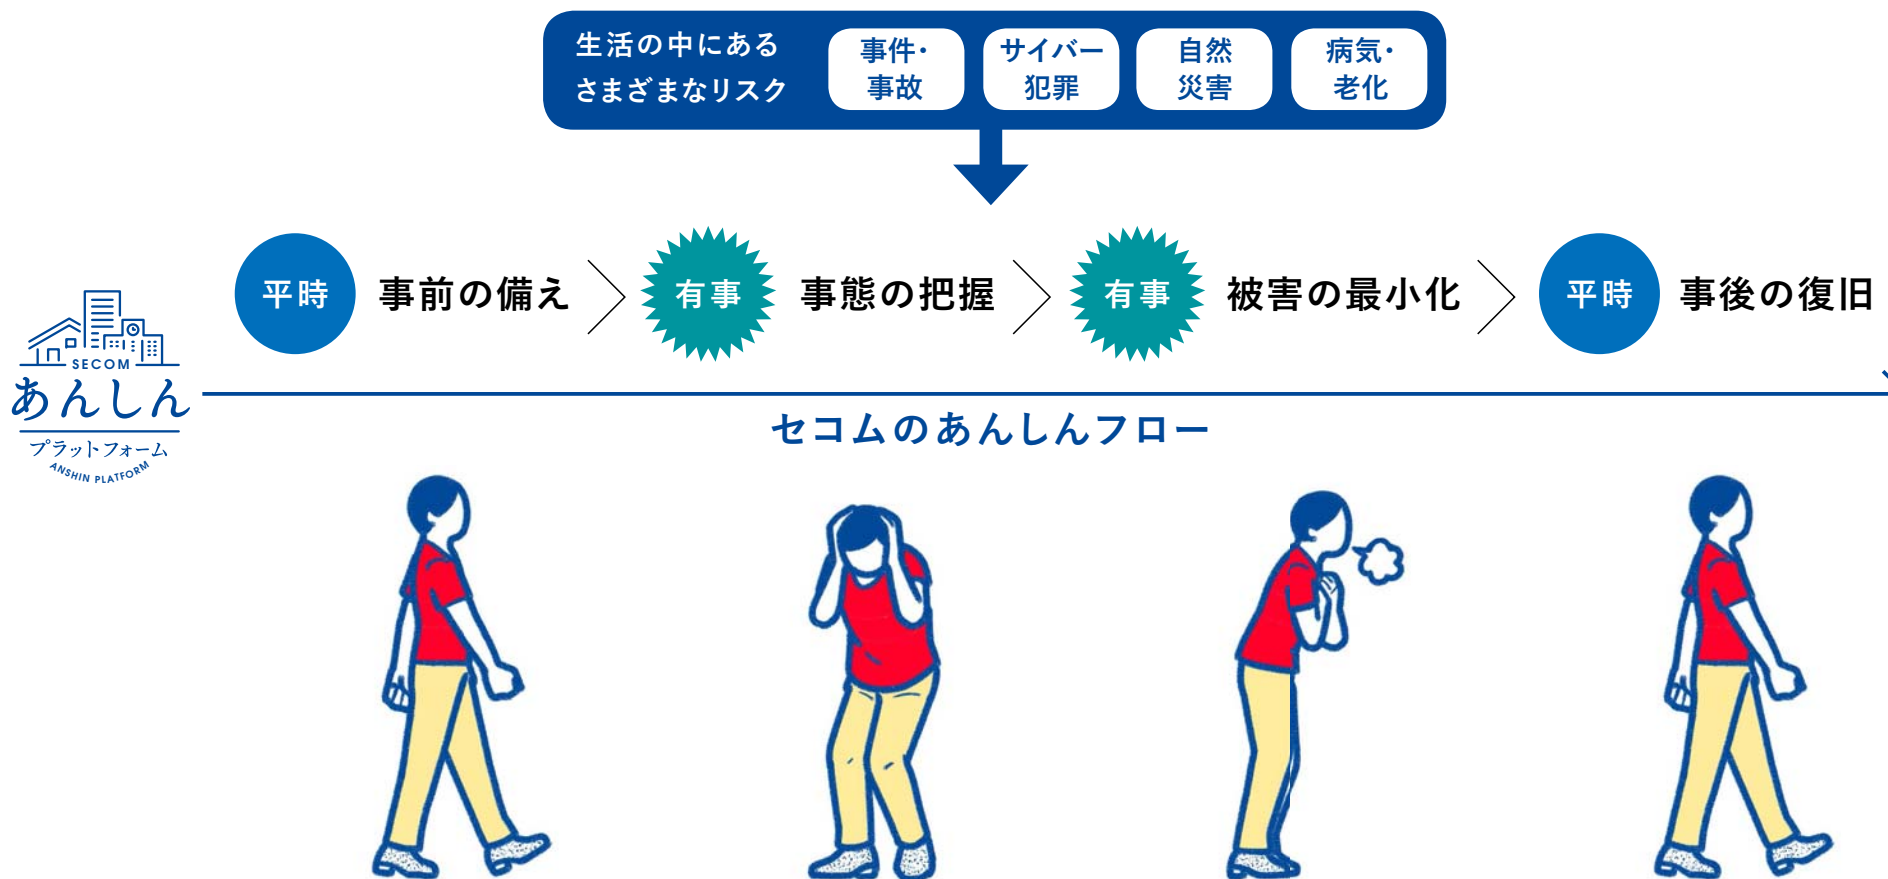 生活の中にある
さまざまなリスク
事件・
事故
サイバー
犯罪
自然
災害
病気・
老化
平時
事前の備え
有事
事態の把握
有事
被害の最小化
平時
事後の復旧
SECOM
あんしん
プラットフォーム
ANSHIN PLATFORM
セコムのあんしんフロー